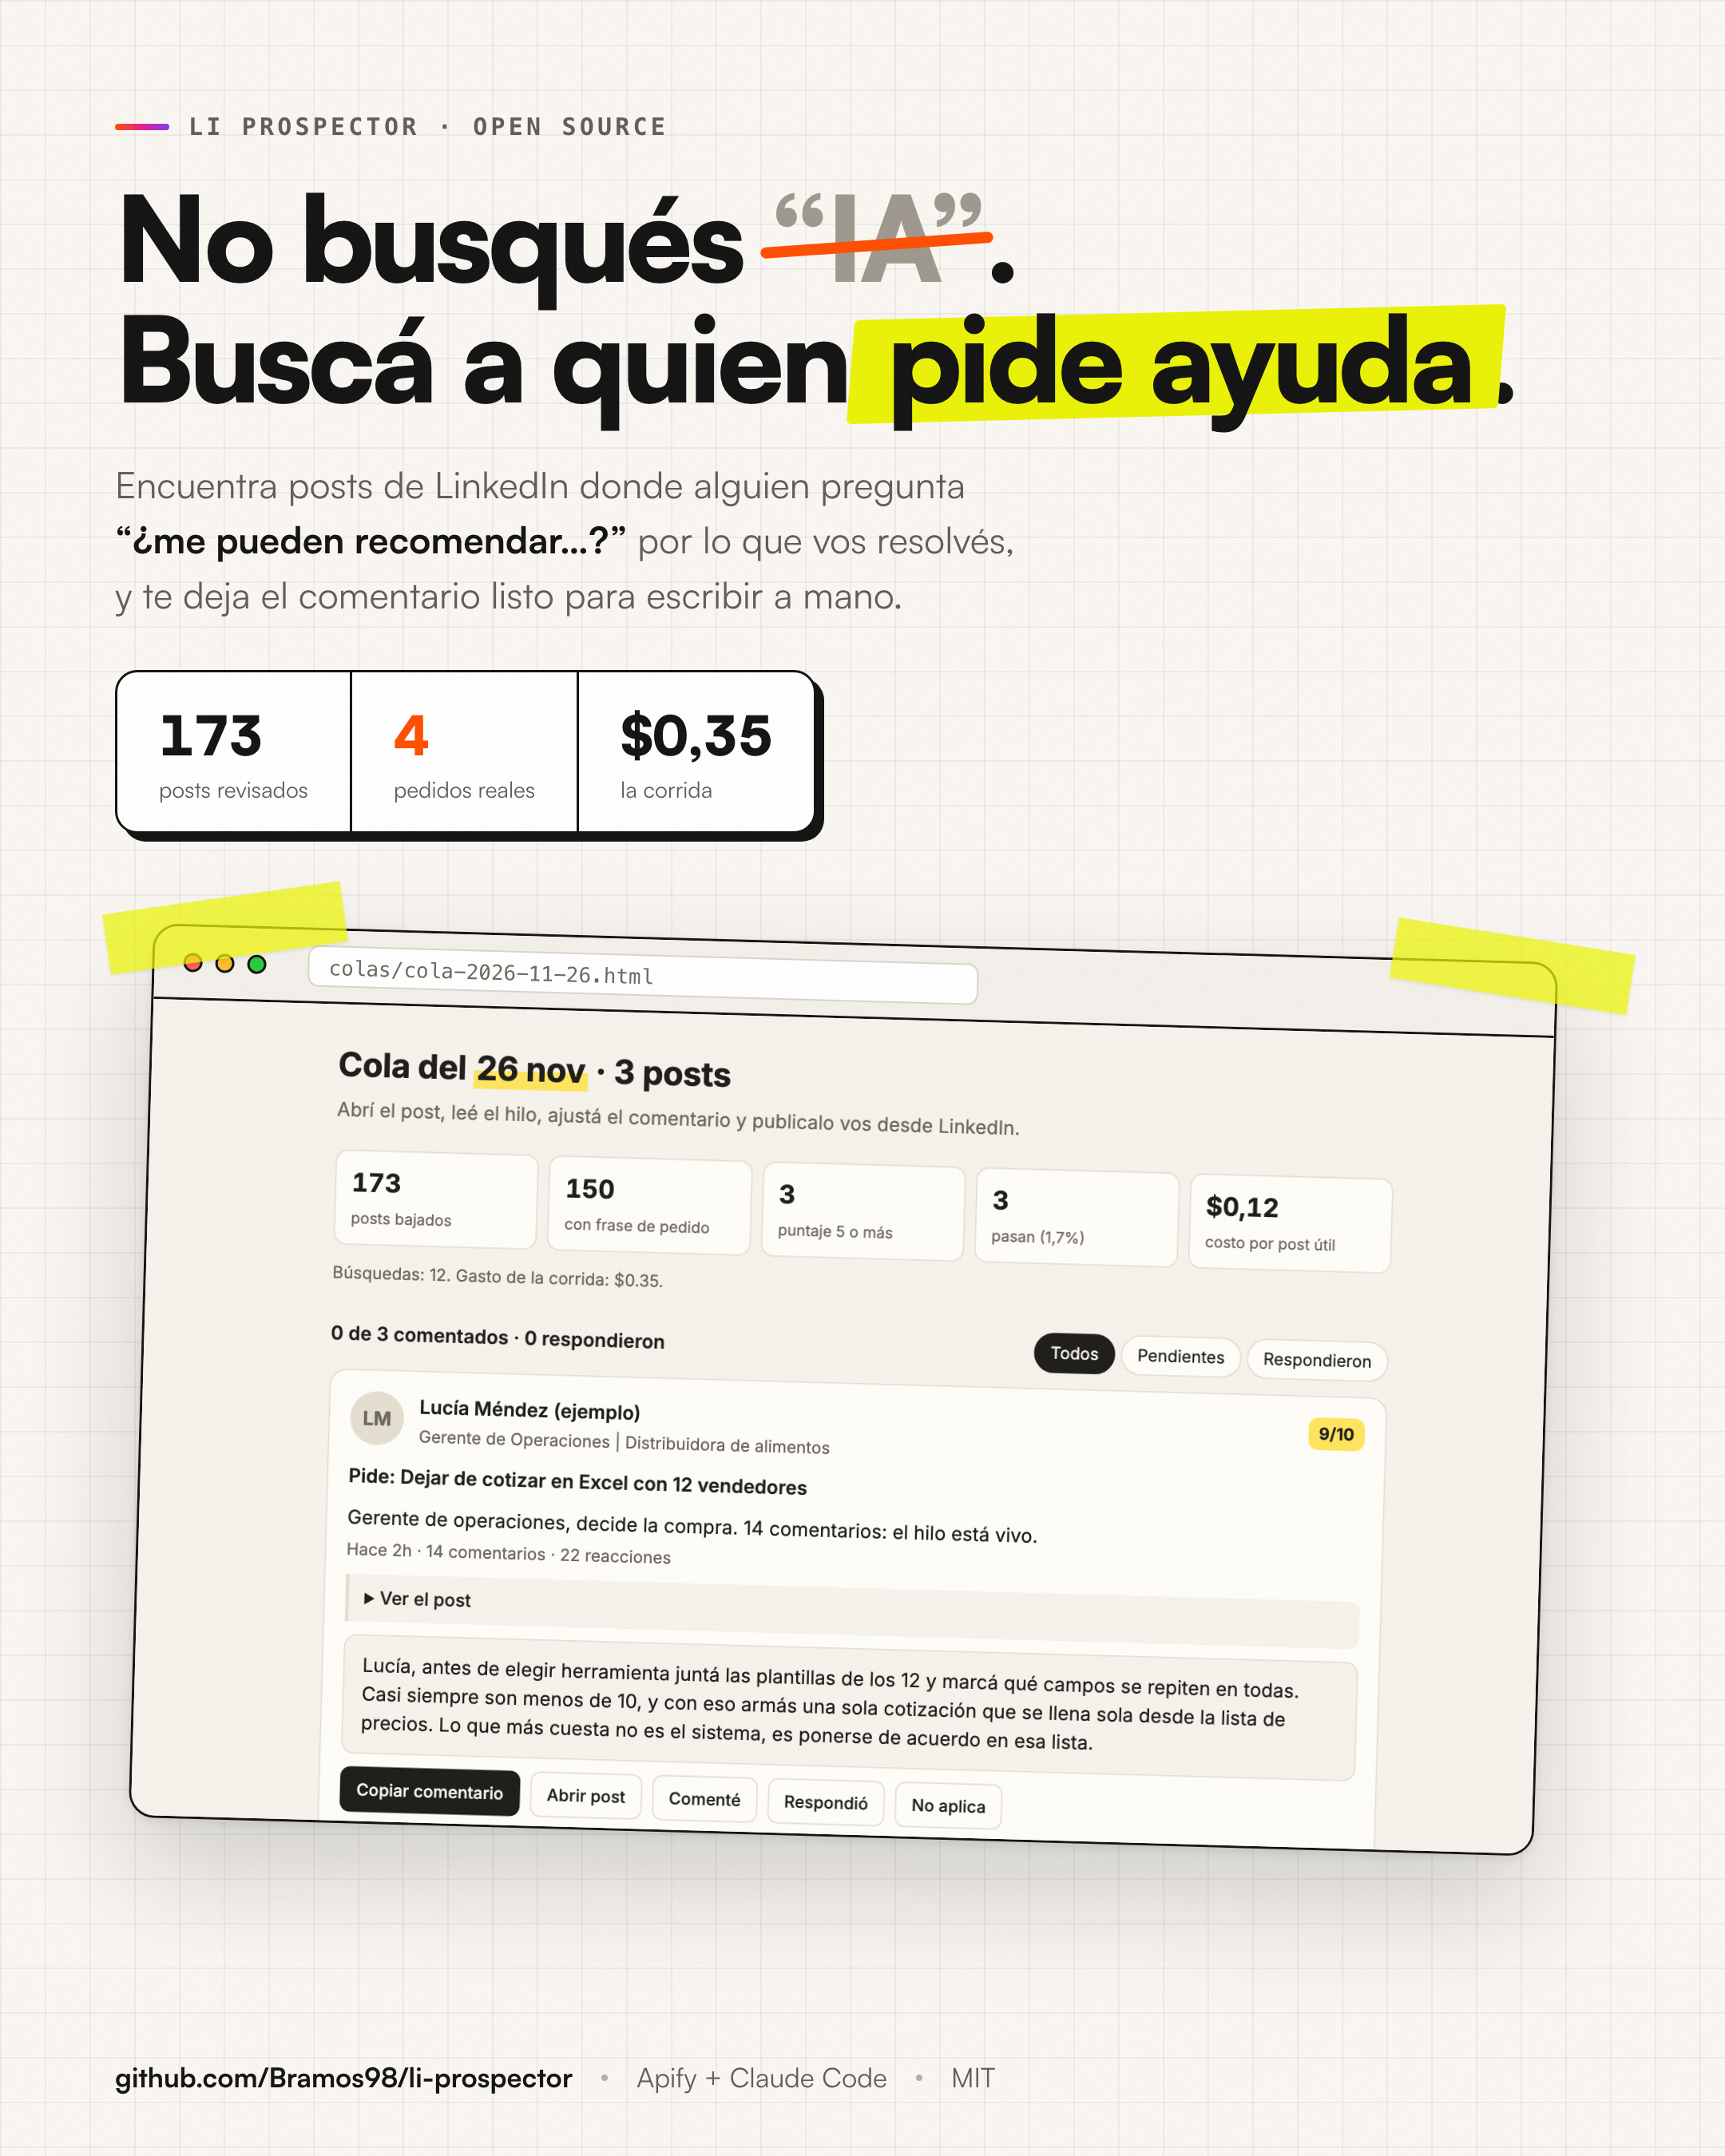 LI PROSPECTOR · OPEN SOURCE
No busqués “IA”.
Buscá a quien pide ayuda.
Encuentra posts de LinkedIn donde alguien pregunta
“¿me pueden recomendar...?” por lo que vos resolvés,
y te deja el comentario listo para escribir a mano.
173
posts revisados
4
pedidos reales
$0,35
la corrida
colas/cola-2026-11-26.html
Cola del 26 nov · 3 posts
Abrí el post, leé el hilo, ajustá el comentario y publicalo vos desde LinkedIn.
173
posts bajados
150
con frase de pedido
3
puntaje 5 o más
3
pasan (1,7%)
$0,12
costo por post útil
Búsquedas: 12. Gasto de la corrida: $0.35.
0 de 3 comentados · 0 respondieron
Todos Pendientes Respondieron
LM
Lucía Méndez (ejemplo)
Gerente de Operaciones | Distribuidora de alimentos
9/10
Pide: Dejar de cotizar en Excel con 12 vendedores
Gerente de operaciones, decide la compra. 14 comentarios: el hilo está vivo.
Hace 2h · 14 comentarios · 22 reacciones
▶ Ver el post
Lucía, antes de elegir herramienta juntá las plantillas de los 12 y marcá qué campos se repiten en todas.
Casi siempre son menos de 10, y con eso armás una sola cotización que se llena sola desde la lista de
precios. Lo que más cuesta no es el sistema, es ponerse de acuerdo en esa lista.
Copiar comentario Abrir post Comenté Respondió No aplica
github.com/Bramos98/li-prospector • Apify + Claude Code • MIT